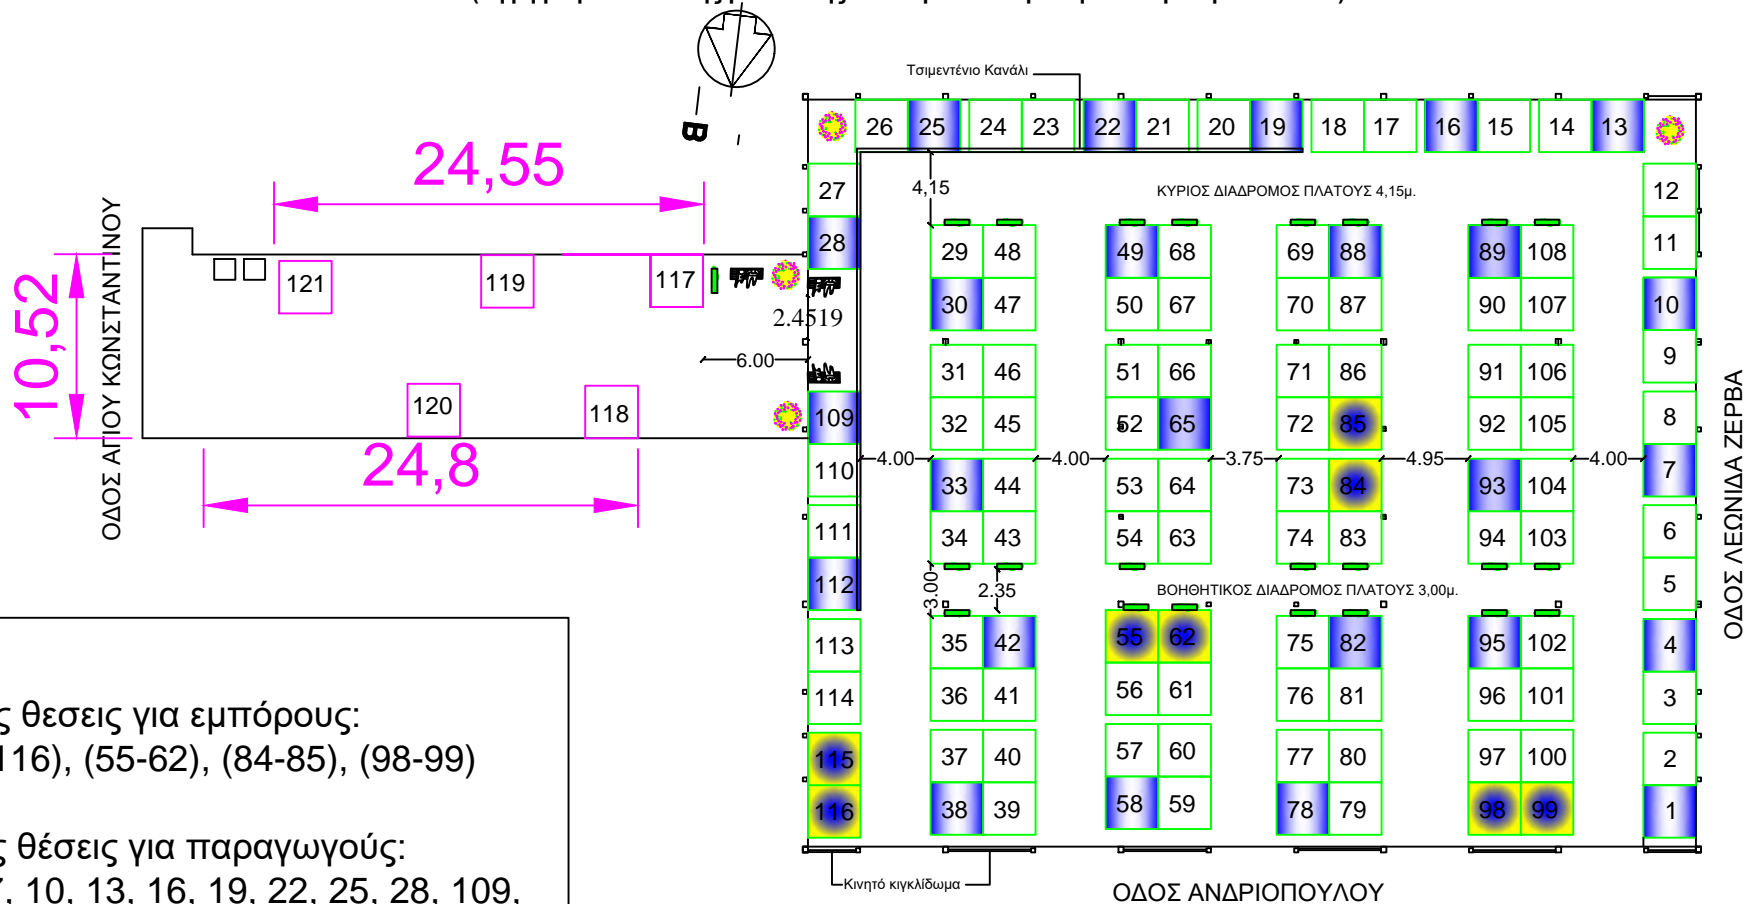 Τσιμεντένιο Κανάλι
Β
24,55
26 25 24 23 22 21 20 19 18 17 16 15 14 13
4,15
ΚΥΡΙΟΣ ΔΙΑΔΡΟΜΟΣ ΠΛΑΤΟΥΣ 4,15μ.
27 12
28 29 48 49 68 69 88 89 108 11
121 119 117
30 47 50 67 70 87 90 107 10
2.4519
10,52
ΟΔΟΣ ΑΓΙΟΥ ΚΩΝΣΤΑΝΤΙΝΟΥ
6.00
31 46 51 66 71 86 91 106 9
120 118
109 32 45 52 65 72 85 92 105 8
24,8
4.00 4.00 3.75 4.95 4.00
110 33 44 53 64 73 84 93 104 7
111 34 43 54 63 74 83 94 103 6
ΟΔΟΣ ΛΕΩΝΙΔΑ ΖΕΡΒΑ
112 5
3.00 2.35
ΒΟΗΘΗΤΙΚΟΣ ΔΙΑΔΡΟΜΟΣ ΠΛΑΤΟΥΣ 3,00μ.
113 35 42 55 62 75 82 95 102 4
114 36 41 56 61 76 81 96 101 3
115 37 40 57 60 77 80 97 100 2
116 38 39 58 59 78 79 98 99 1
ς θεσεις για εμπόρους:
116), (55-62), (84-85), (98-99)
ς θέσεις για παραγωγούς:
7, 10, 13, 16, 19, 22, 25, 28, 109,
Κινητό κιγκλίδωμα
ΟΔΟΣ ΑΝΔΡΙΟΠΟΥΛΟΥ